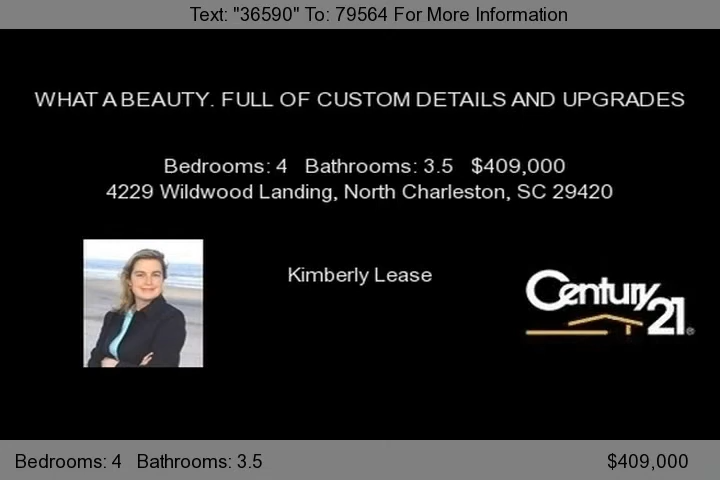 Text: "36590" To: 79564 For More Information
WHAT A BEAUTY. FULL OF CUSTOM DETAILS AND UPGRADES
Bedrooms: 4 Bathrooms: 3.5 $409,000
4229 Wildwood Landing, North Charleston, SC 29420
Kimberly Lease
Century
21®
Bedrooms: 4 Bathrooms: 3.5 $409,000